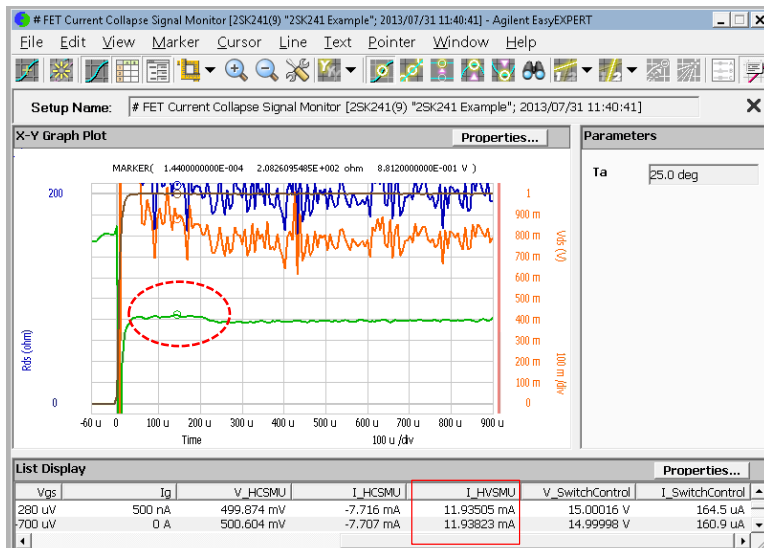 # FET Current Collapse Signal Monitor [2SK241(9) "2SK241 Example"; 2013/07/31 11:40:41] - Agilent EasyEXPERT
File Edit View Marker Cursor Line Text Pointer Window Help
Setup Name: # FET Current Collapse Signal Monitor [2SK241(9) "2SK241 Example"; 2013/07/31 11:40:41]
X-Y Graph Plot Properties...
MARKER( 1.4400000000E-004 2.0826095485E+002 ohm 8.8120000000E-001 V )
200
Rds (ohm)
0
1
900 m
800 m
700 m
600 m
500 m
400 m
300 m
200 m
100 m
0
Vds (V)
100 m /div
-60 u 0 100 u 200 u 300 u 400 u 500 u 600 u 700 u 800 u 900 u
Time 100 u /div
Parameters
Ta 25.0 deg
List Display Properties...
Vgs Ig V_HCSMU I_HCSMU I_HVSMU V_SwitchControl I_SwitchControl
280 uV 500 nA 499.874 mV -7.716 mA 11.93505 mA 15.00016 V 164.5 uA
-700 uV 0 A 500.604 mV -7.707 mA 11.93823 mA 14.99998 V 160.9 uA